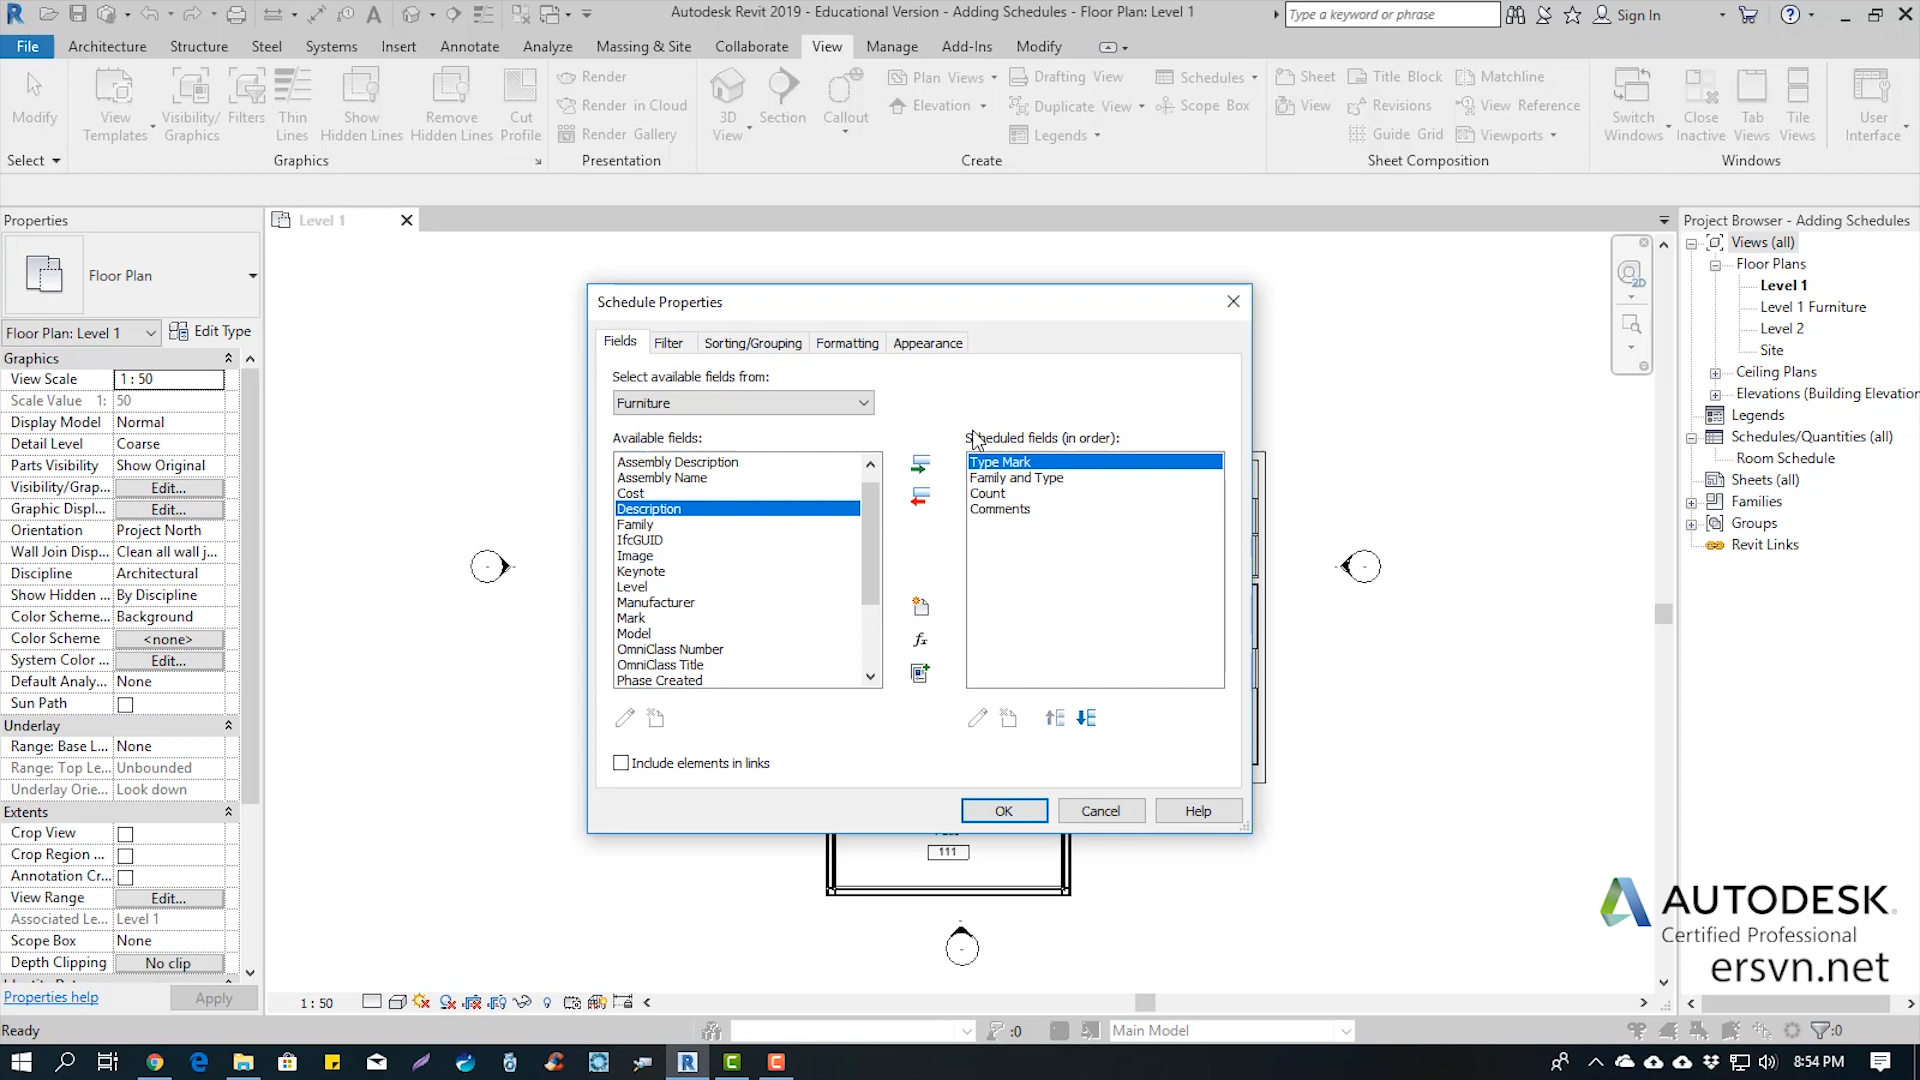 Autodesk Revit 2019 - Educational Version - Adding Schedules - Floor Plan: Level 1
Type a keyword or phrase
Sign In
File Architecture Structure Steel Systems Insert Annotate Analyze Massing & Site Collaborate View Manage Add-Ins Modify
Modify
View Templates
Visibility/ Graphics
Filters
Thin Lines
Show Hidden Lines
Remove Hidden Lines
Cut Profile
Render
Render in Cloud
Render Gallery
3D View
Section
Callout
Plan Views
Elevation
Drafting View
Duplicate View
Legends
Schedules
Scope Box
Sheet
View
Title Block
Revisions
Guide Grid
Matchline
View Reference
Viewports
Switch Windows
Close Inactive
Tab Views
Tile Views
User Interface
Select
Graphics
Presentation
Create
Sheet Composition
Windows
Properties
Floor Plan
Floor Plan: Level 1
Edit Type
Graphics
View Scale 1 : 50
Scale Value 1: 50
Display Model Normal
Detail Level Coarse
Parts Visibility Show Original
Visibility/Grap... Edit...
Graphic Displ... Edit...
Orientation Project North
Wall Join Disp... Clean all wall j...
Discipline Architectural
Show Hidden ... By Discipline
Color Scheme... Background
Color Scheme <none>
System Color ... Edit...
Default Analy... None
Sun Path
Underlay
Range: Base L... None
Range: Top Le... Unbounded
Underlay Orie... Look down
Extents
Crop View
Crop Region ...
Annotation Cr...
View Range Edit...
Associated Le... Level 1
Scope Box None
Depth Clipping No clip
Properties help
Apply
Level 1
Schedule Properties
Fields Filter Sorting/Grouping Formatting Appearance
Select available fields from:
Furniture
Available fields:
Assembly Description
Assembly Name
Cost
Description
Family
IfcGUID
Image
Keynote
Level
Manufacturer
Mark
Model
OmniClass Number
OmniClass Title
Phase Created
fx
Scheduled fields (in order):
Type Mark
Family and Type
Count
Comments
Include elements in links
OK Cancel Help
111
2D
Project Browser - Adding Schedules
Views (all)
Floor Plans
Level 1
Level 1 Furniture
Level 2
Site
Ceiling Plans
Elevations (Building Elevation
Legends
Schedules/Quantities (all)
Room Schedule
Sheets (all)
Families
Groups
Revit Links
AUTODESK
Certified Professional
ersvn.net
1 : 50
Ready
:0
Main Model
:0
8:54 PM